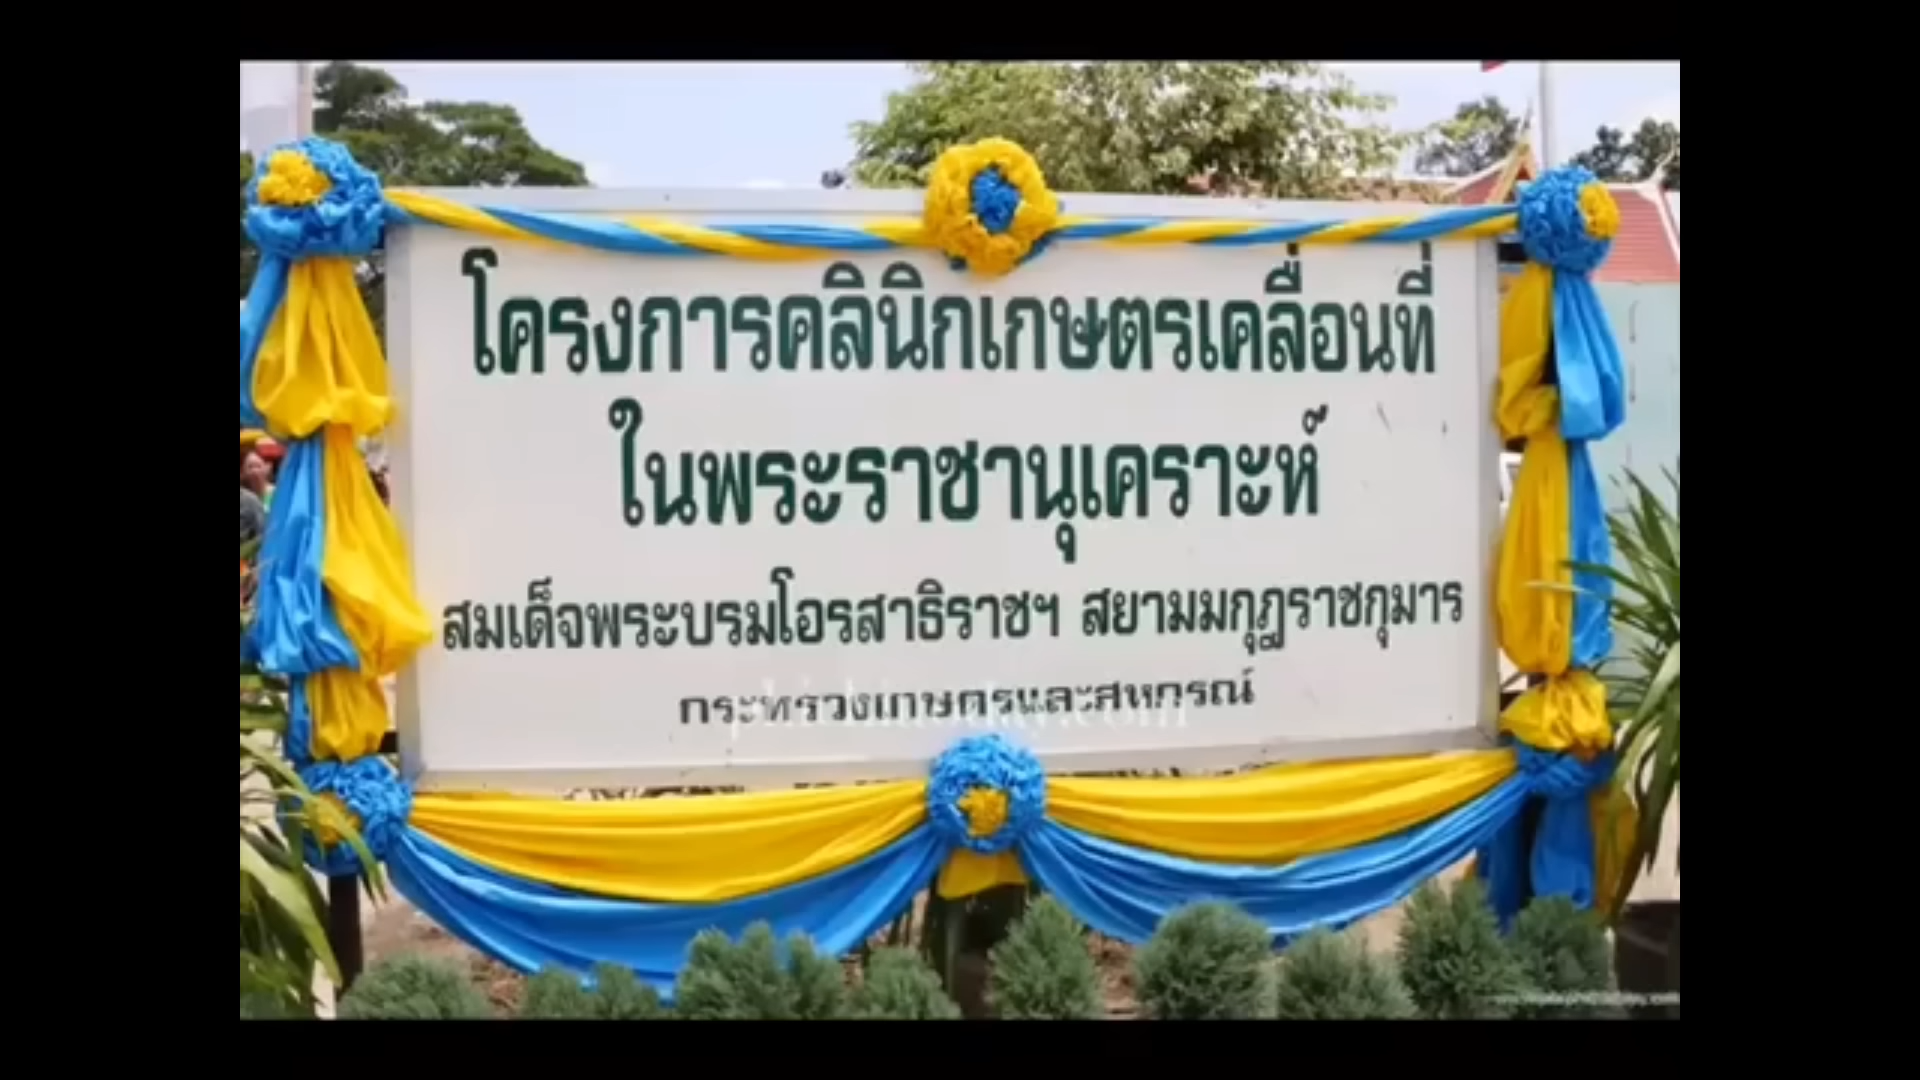 โครงการคลินิกเกษตรเคลื่อนที่
ในพระราชานุเคราะห์
สมเด็จพระบรมโอรสาธิราชฯ สยามมกุฎราชกุมาร
กระทรวงเกษตรและสหกรณ์